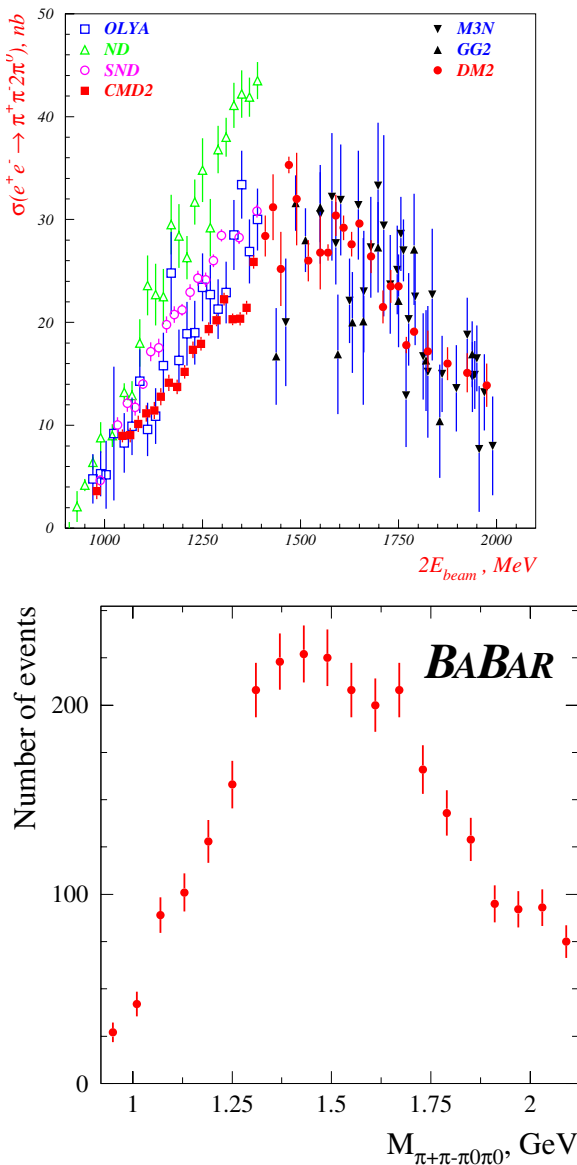 σ(e⁺ e⁻ → π⁺ π⁻ 2π⁰), nb
50
40
30
20
10
0
OLYA
ND
SND
CMD2
M3N
GG2
DM2
1000 1250 1500 1750 2000
2E_beam , MeV
Number of events
BABAR
200
100
0
1 1.25 1.5 1.75 2
M_π+π-π0π0, GeV